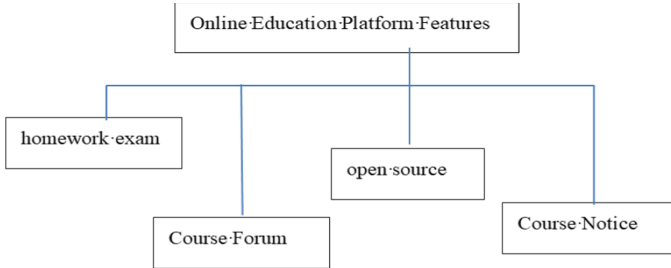 Online·Education·Platform·Features
homework·exam
open·source
Course·Forum
Course·Notice